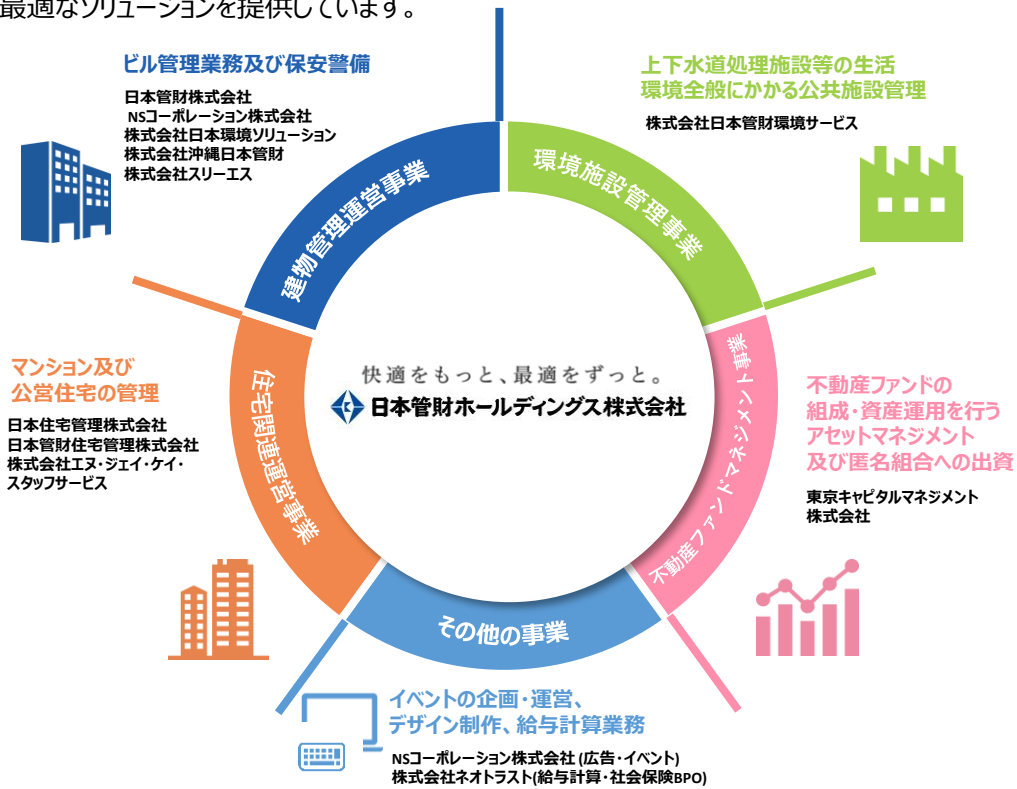 最適なソリューションを提供しています。
ビル管理業務及び保安警備
日本管財株式会社
NSコーポレーション株式会社
株式会社日本環境ソリューション
株式会社沖縄日本管財
株式会社スリーエス
上下水道処理施設等の生活
環境全般にかかる公共施設管理
株式会社日本管財環境サービス
建物管理運営事業
環境施設管理事業
マンション及び
公営住宅の管理
日本住宅管理株式会社
日本管財住宅管理株式会社
株式会社エヌ・ジェイ・ケイ・
スタッフサービス
住宅関連運営事業
快適をもっと、最適をずっと。
日本管財ホールディングス株式会社
不動産ファンドマネジメント事業
不動産ファンドの
組成・資産運用を行う
アセットマネジメント
及び匿名組合への出資
東京キャピタルマネジメント
株式会社
その他の事業
イベントの企画・運営、
デザイン制作、給与計算業務
NSコーポレーション株式会社 (広告・イベント)
株式会社ネオトラスト(給与計算・社会保険BPO)